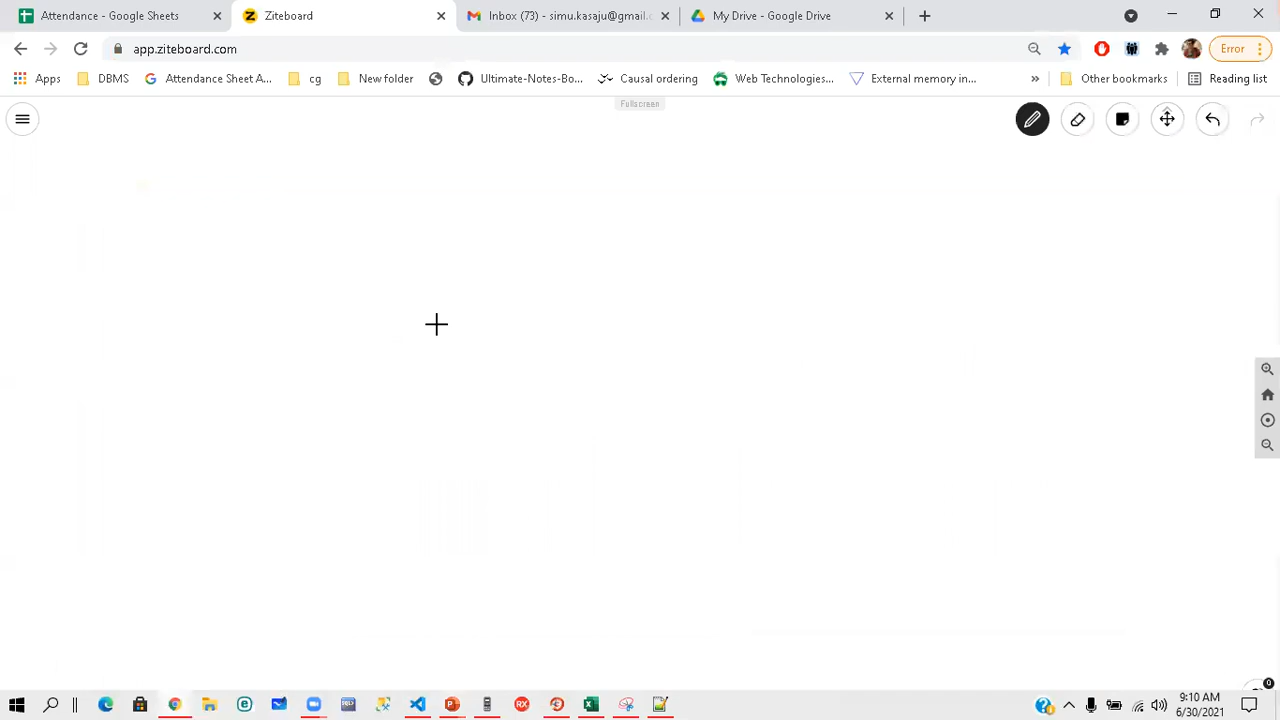 Attendance - Google Sheets
Ziteboard
Inbox (73) - simu.kasaju@gmail.c
My Drive - Google Drive
app.ziteboard.com
Error
Apps
DBMS
Attendance Sheet A...
cg
New folder
Ultimate-Notes-Bo...
Causal ordering
Web Technologies...
External memory in...
»
Other bookmarks
Reading list
Fullscreen
0
9:10 AM
6/30/2021